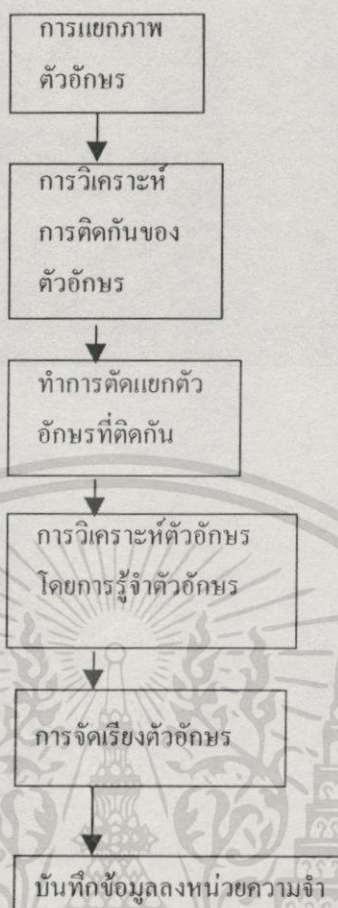 การแยกภาพ
ตัวอักษร
การวิเคราะห์
การติดกันของ
ตัวอักษร
ทำการตัดแยกตัว
อักษรที่ติดกัน
การวิเคราะห์ตัวอักษร
โดยการรู้จำตัวอักษร
การจัดเรียงตัวอักษร
บันทึกข้อมูลลงหน่วยความจำ